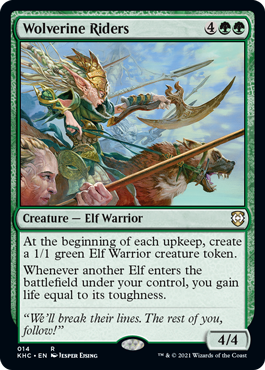 Wolverine Riders 4
Creature — Elf Warrior
At the beginning of each upkeep, create
a 1/1 green Elf Warrior creature token.
Whenever another Elf enters the
battlefield under your control, you gain
life equal to its toughness.
“We’ll break their lines. The rest of you,
follow!”
4/4
014 R
KHC • EN Jesper Ejsing ™ & © 2021 Wizards of the Coast